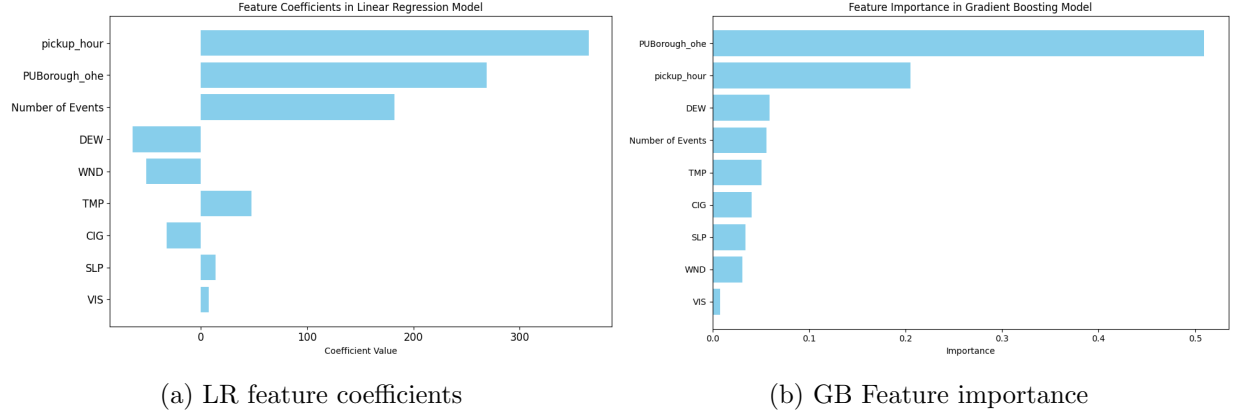 Feature Coefficients in Linear Regression Model
pickup_hour
PUBorough_ohe
Number of Events
DEW
WND
TMP
CIG
SLP
VIS
0 100 200 300
Coefficient Value
(a) LR feature coefficients
Feature Importance in Gradient Boosting Model
PUBorough_ohe
pickup_hour
DEW
Number of Events
TMP
CIG
SLP
WND
VIS
0.0 0.1 0.2 0.3 0.4 0.5
Importance
(b) GB Feature importance